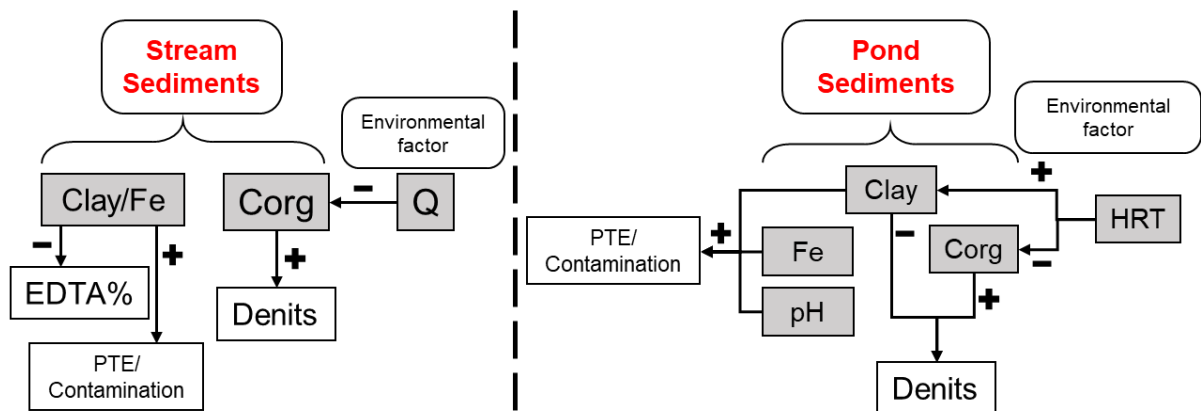 Stream
Sediments
Environmental
factor
Clay/Fe
Corg
-
Q
-
+
+
EDTA%
Denits
PTE/
Contamination
Pond
Sediments
Environmental
factor
Clay
+
HRT
PTE/
Contamination
+
Fe
-
Corg
-
pH
+
Denits